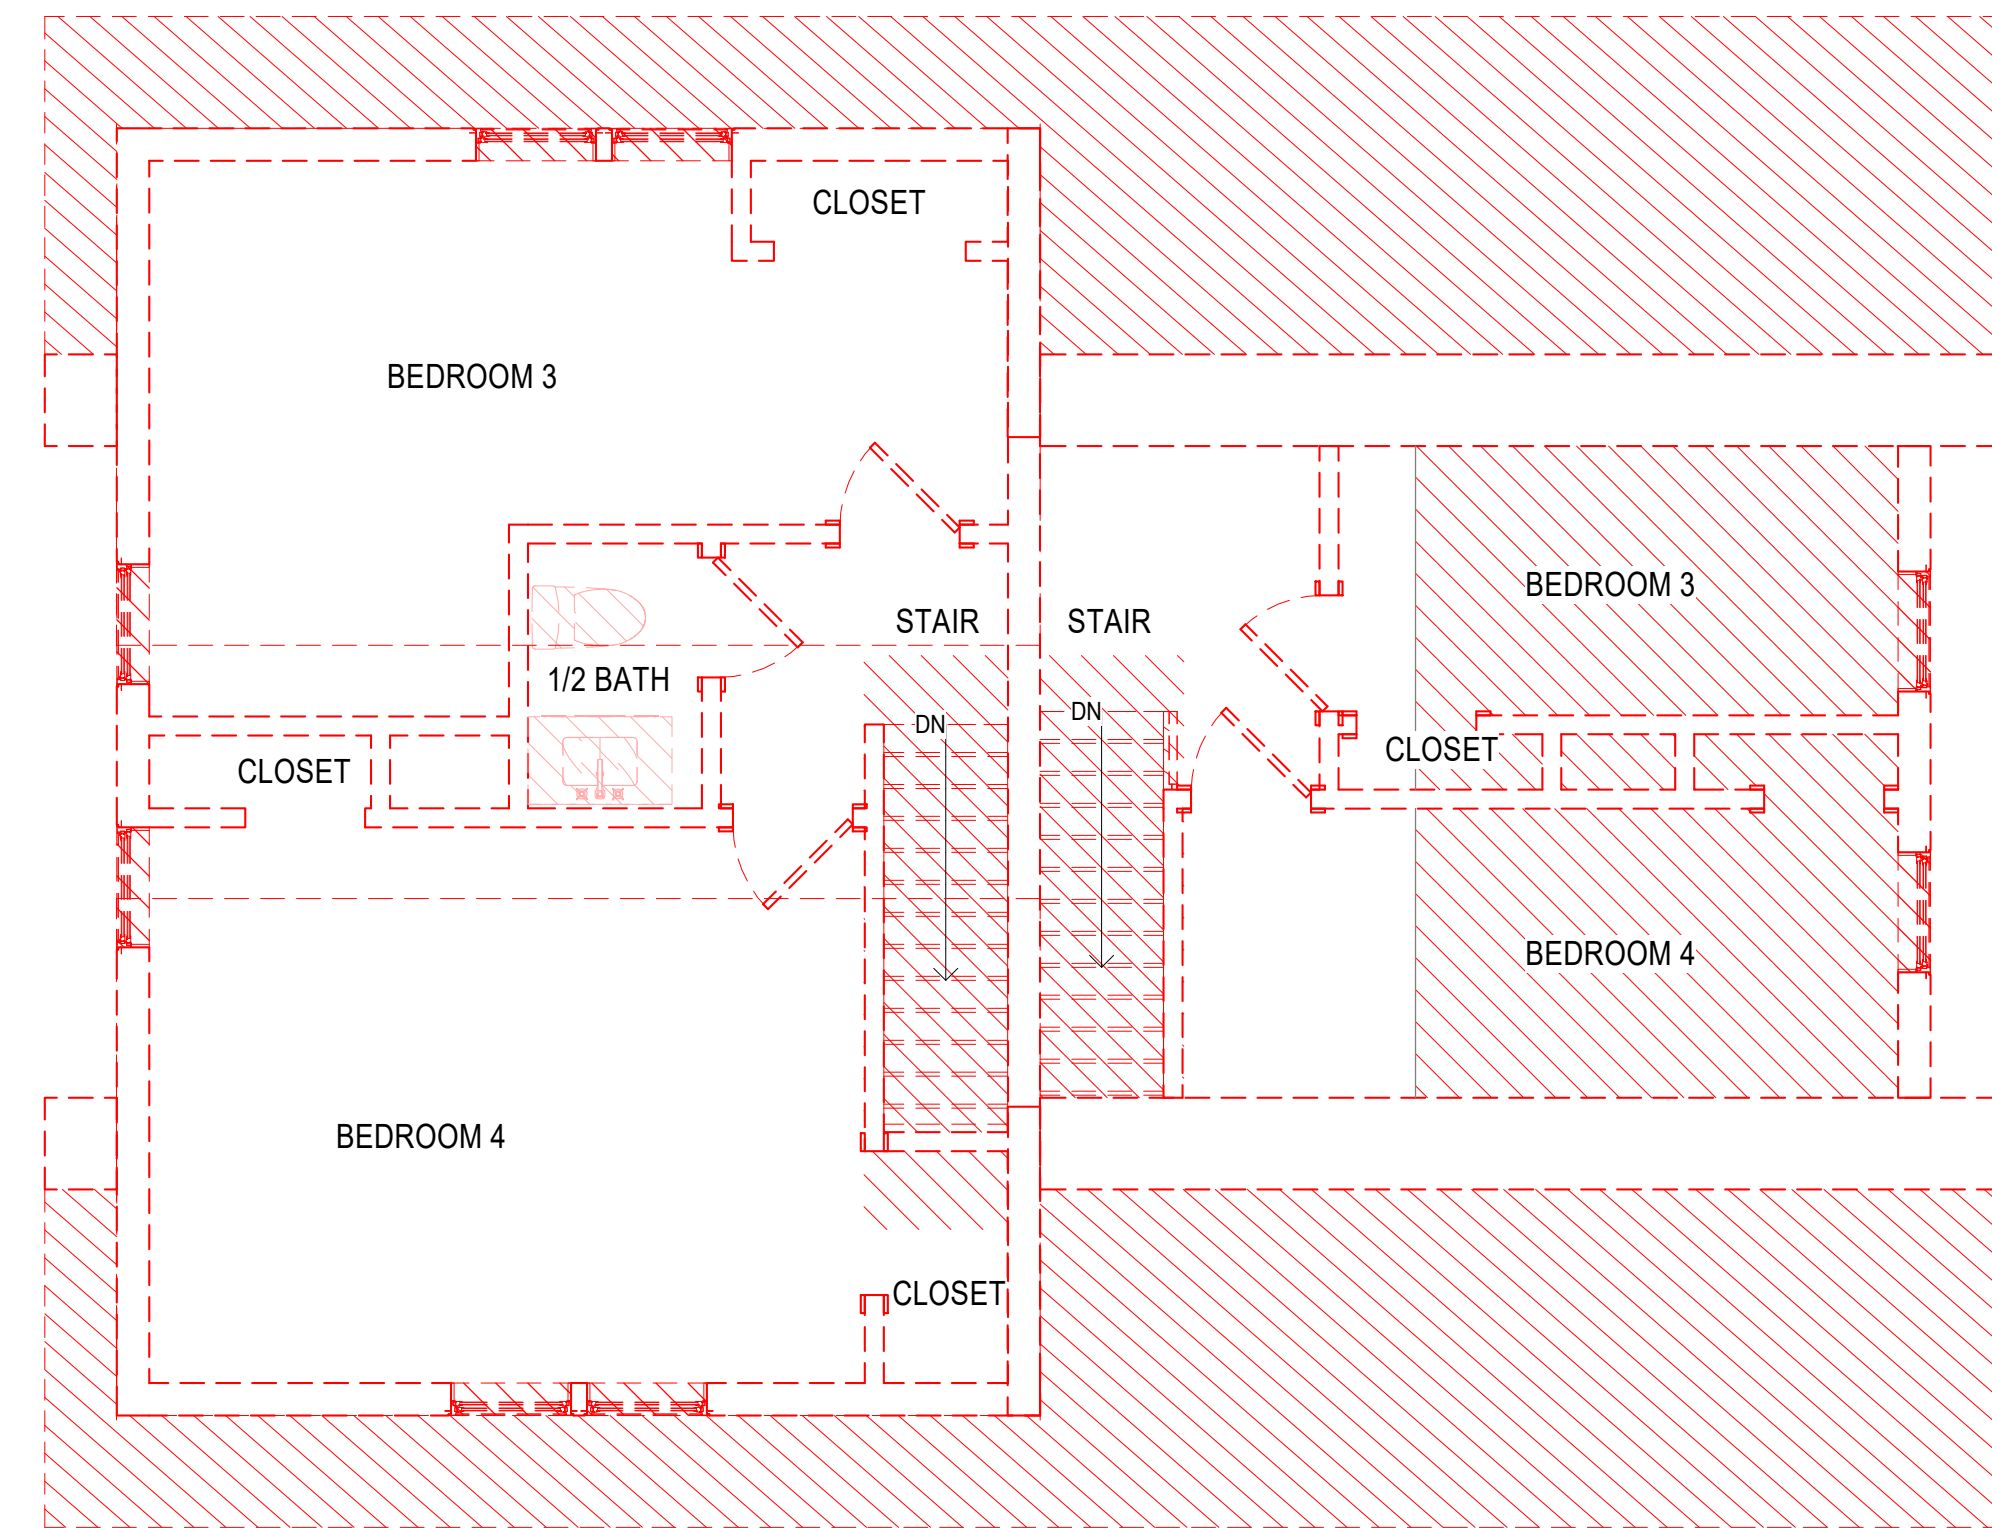 CLOSET
BEDROOM 3
BEDROOM 3
STAIR
STAIR
1/2 BATH
DN
DN
CLOSET
CLOSET
BEDROOM 4
BEDROOM 4
CLOSET